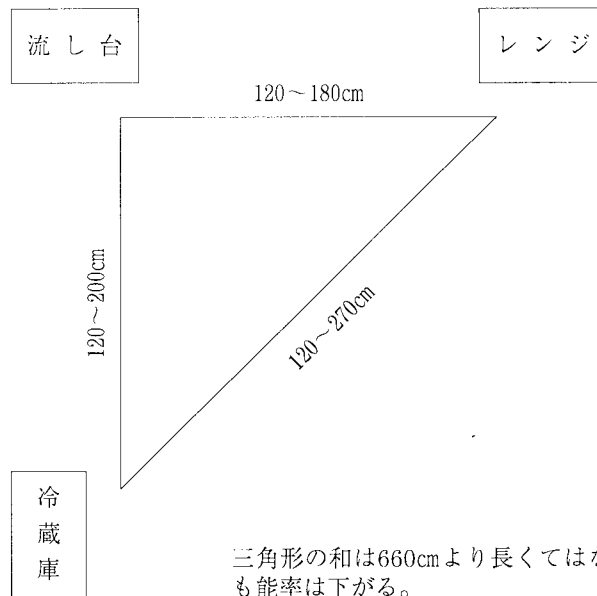 流し台
レンジ
120〜180cm
120〜200cm
120〜270cm
冷蔵庫
三角形の和は660cmより長くては
も能率は下がる。